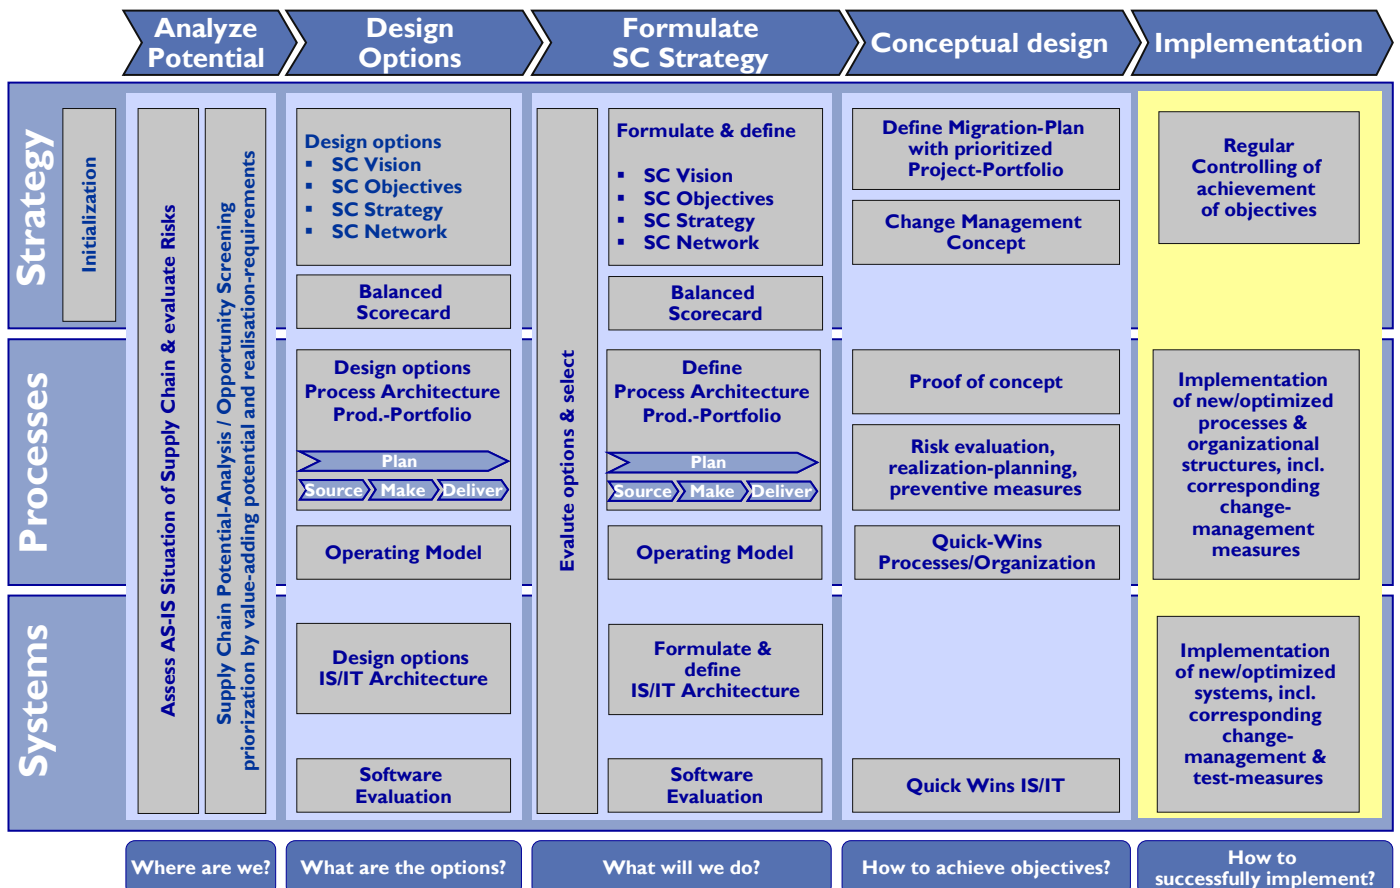 Analyze
Potential
Design
Options
Formulate
SC Strategy
Conceptual design
Implementation
Strategy
Initialization
Assess AS-IS Situation of Supply Chain & evaluate Risks
Supply Chain Potential-Analysis / Opportunity Screening
priorization by value-adding potential and realisation-requirements
Design options
▪ SC Vision
▪ SC Objectives
▪ SC Strategy
▪ SC Network
Balanced
Scorecard
Evaluate options & select
Formulate & define
▪ SC Vision
▪ SC Objectives
▪ SC Strategy
▪ SC Network
Balanced
Scorecard
Define Migration-Plan
with prioritized
Project-Portfolio
Change Management
Concept
Regular
Controlling of
achievement
of objectives
Processes
Design options
Process Architecture
Prod.-Portfolio
Plan
Source Make Deliver
Operating Model
Define
Process Architecture
Prod.-Portfolio
Plan
Source Make Deliver
Operating Model
Proof of concept
Risk evaluation,
realization-planning,
preventive measures
Quick-Wins
Processes/Organization
Implementation
of new/optimized
processes &
organizational
structures, incl.
corresponding
change-
management
measures
Systems
Design options
IS/IT Architecture
Software
Evaluation
Formulate &
define
IS/IT Architecture
Software
Evaluation
Quick Wins IS/IT
Implementation
of new/optimized
systems, incl.
corresponding
change-
management &
test-measures
Where are we?
What are the options?
What will we do?
How to achieve objectives?
How to
successfully implement?